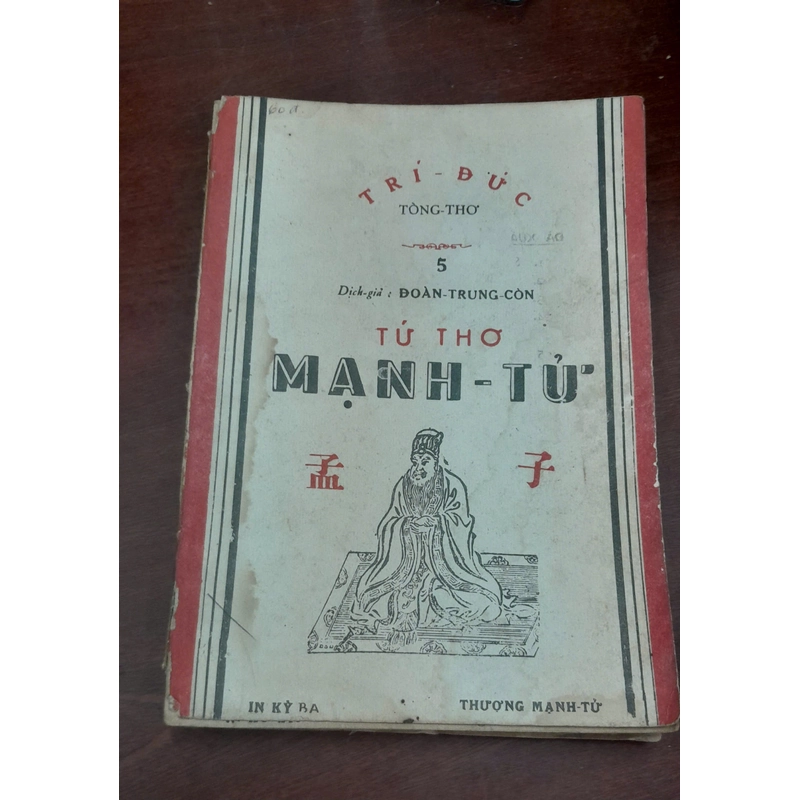 60đ
TRÍ-ĐỨC
TÒNG-THƠ
5
Dịch-giả : ĐOÀN-TRUNG-CÒN
TỨ THƠ
MẠNH-TỬ
孟 子
IN KỲ BA
THƯỢNG MẠNH-TỬ